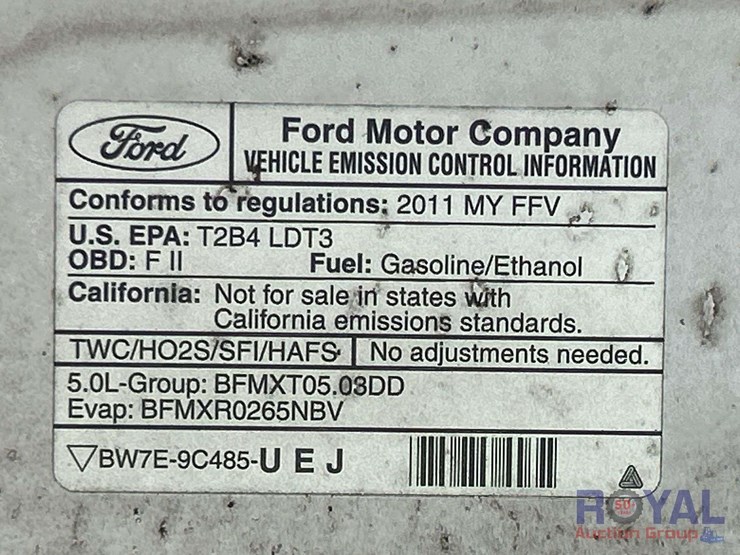 Ford
Ford Motor Company
VEHICLE EMISSION CONTROL INFORMATION
Conforms to regulations: 2011 MY FFV
U.S. EPA: T2B4 LDT3
OBD: F II Fuel: Gasoline/Ethanol
California: Not for sale in states with
California emissions standards.
TWC/HO2S/SFI/HAFS No adjustments needed.
5.0L-Group: BFMXT05.03DD
Evap: BFMXR0265NBV
BW7E-9C485-UEJ
ROYAL
50
Auction Group